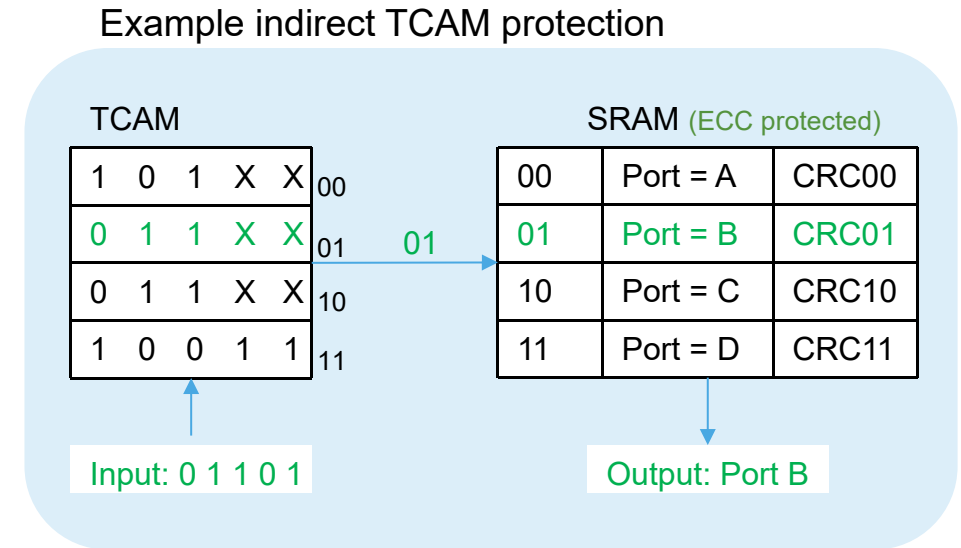 Example indirect TCAM protection
TCAM
SRAM (ECC protected)
1 0 1 X X 00
0 1 1 X X 01
0 1 1 X X 10
1 0 0 1 1 11
01
00 Port = A CRC00
01 Port = B CRC01
10 Port = C CRC10
11 Port = D CRC11
Input: 0 1 1 0 1
Output: Port B